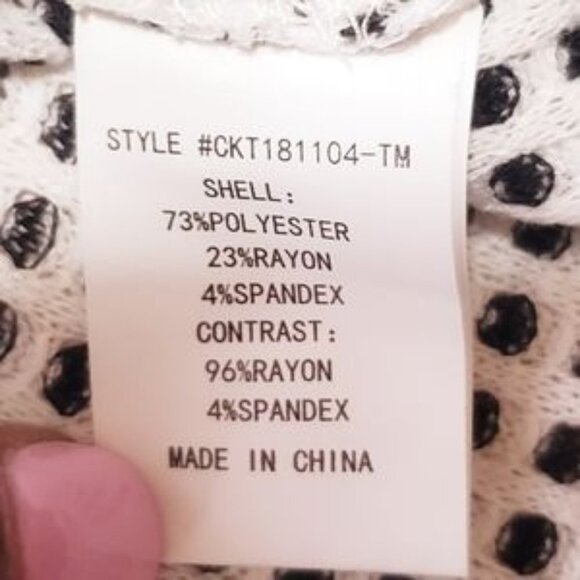 STYLE #CKT181104-TM
SHELL:
73%POLYESTER
23%RAYON
4%SPANDEX
CONTRAST:
96%RAYON
4%SPANDEX
MADE IN CHINA